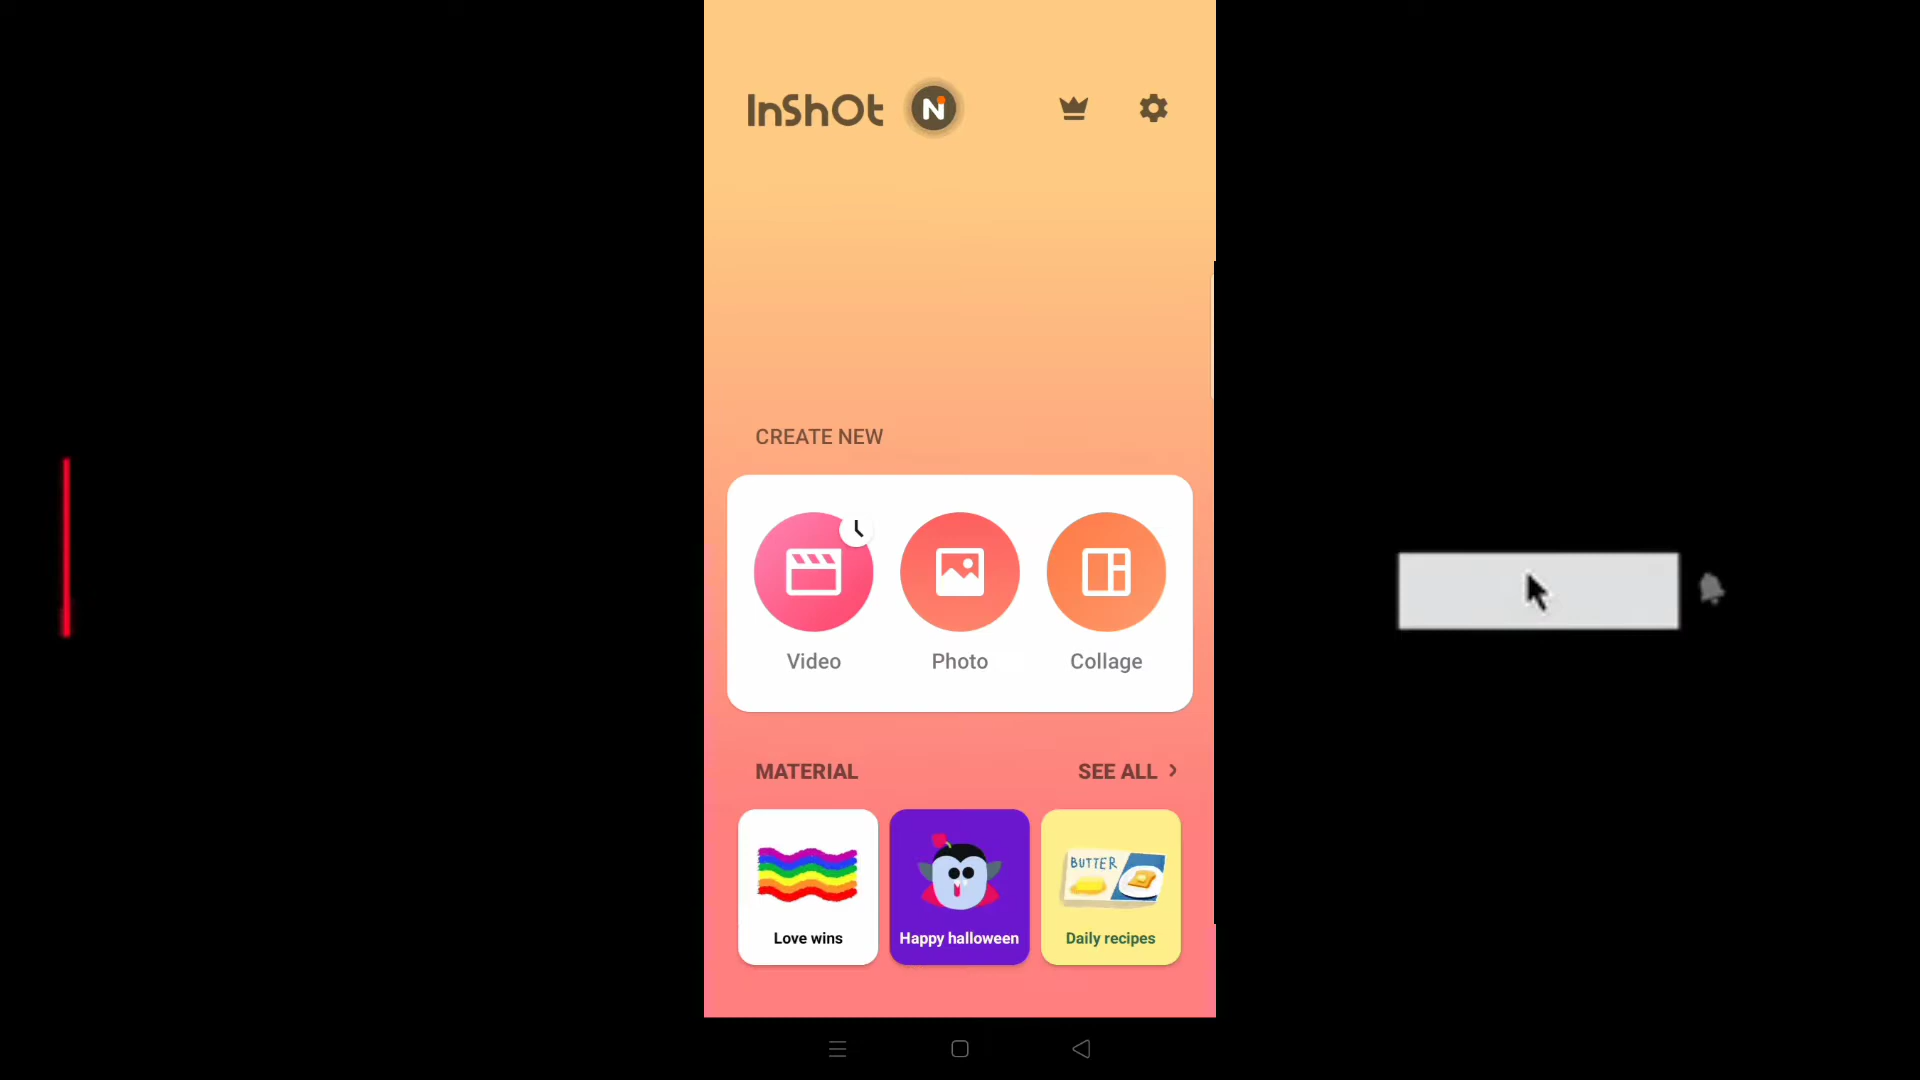 InShOt N
CREATE NEW
Video Photo Collage
MATERIAL SEE ALL >
BUTTER
Love wins Happy halloween Daily recipes